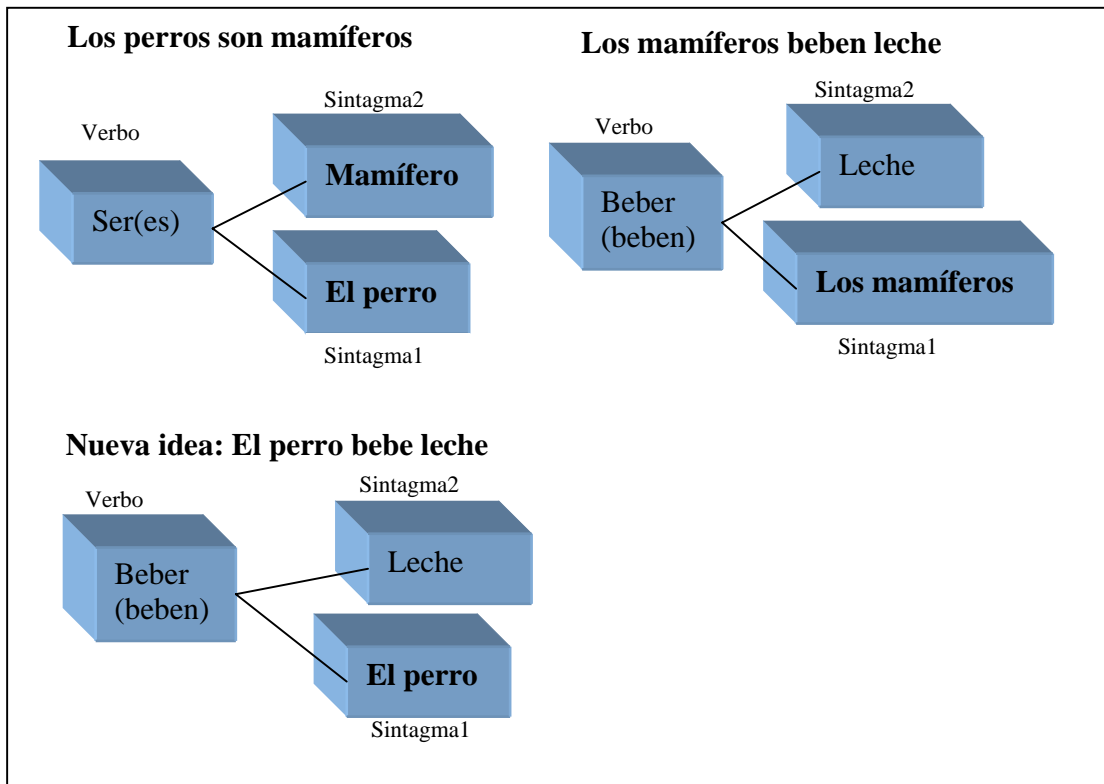 Los perros son mamíferos
Verbo
Sintagma2
Ser(es)
Mamífero
El perro
Sintagma1
Los mamíferos beben leche
Verbo
Sintagma2
Beber
(beben)
Leche
Los mamíferos
Sintagma1
Nueva idea: El perro bebe leche
Verbo
Sintagma2
Beber
(beben)
Leche
El perro
Sintagma1